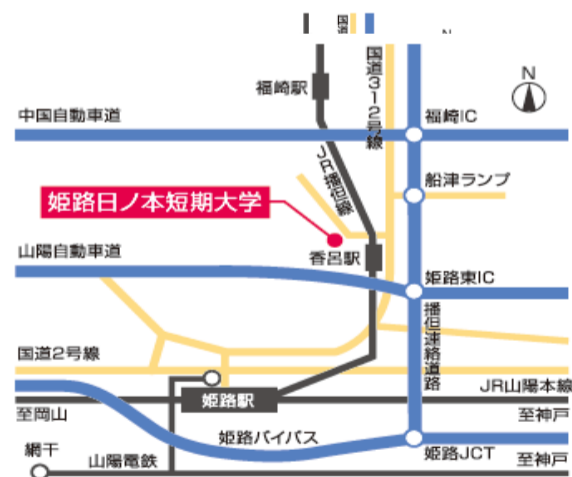 N
福崎駅
国道312号線
中国自動車道
福崎IC
JR播但線
船津ランプ
姫路日ノ本短期大学
山陽自動車道
香呂駅
姫路東IC
播但連絡道路
国道2号線
JR山陽本線
姫路駅
至岡山
至神戸
姫路バイパス
網干
山陽電鉄
姫路JCT
至神戸